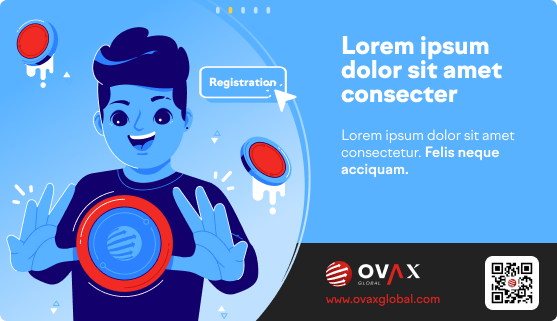 Registration
Lorem ipsum
dolor sit amet
consecter
Lorem ipsum dolor sit amet
consectetur. Felis neque
acciquam.
OVAX
GLOBAL
www.ovaxglobal.com